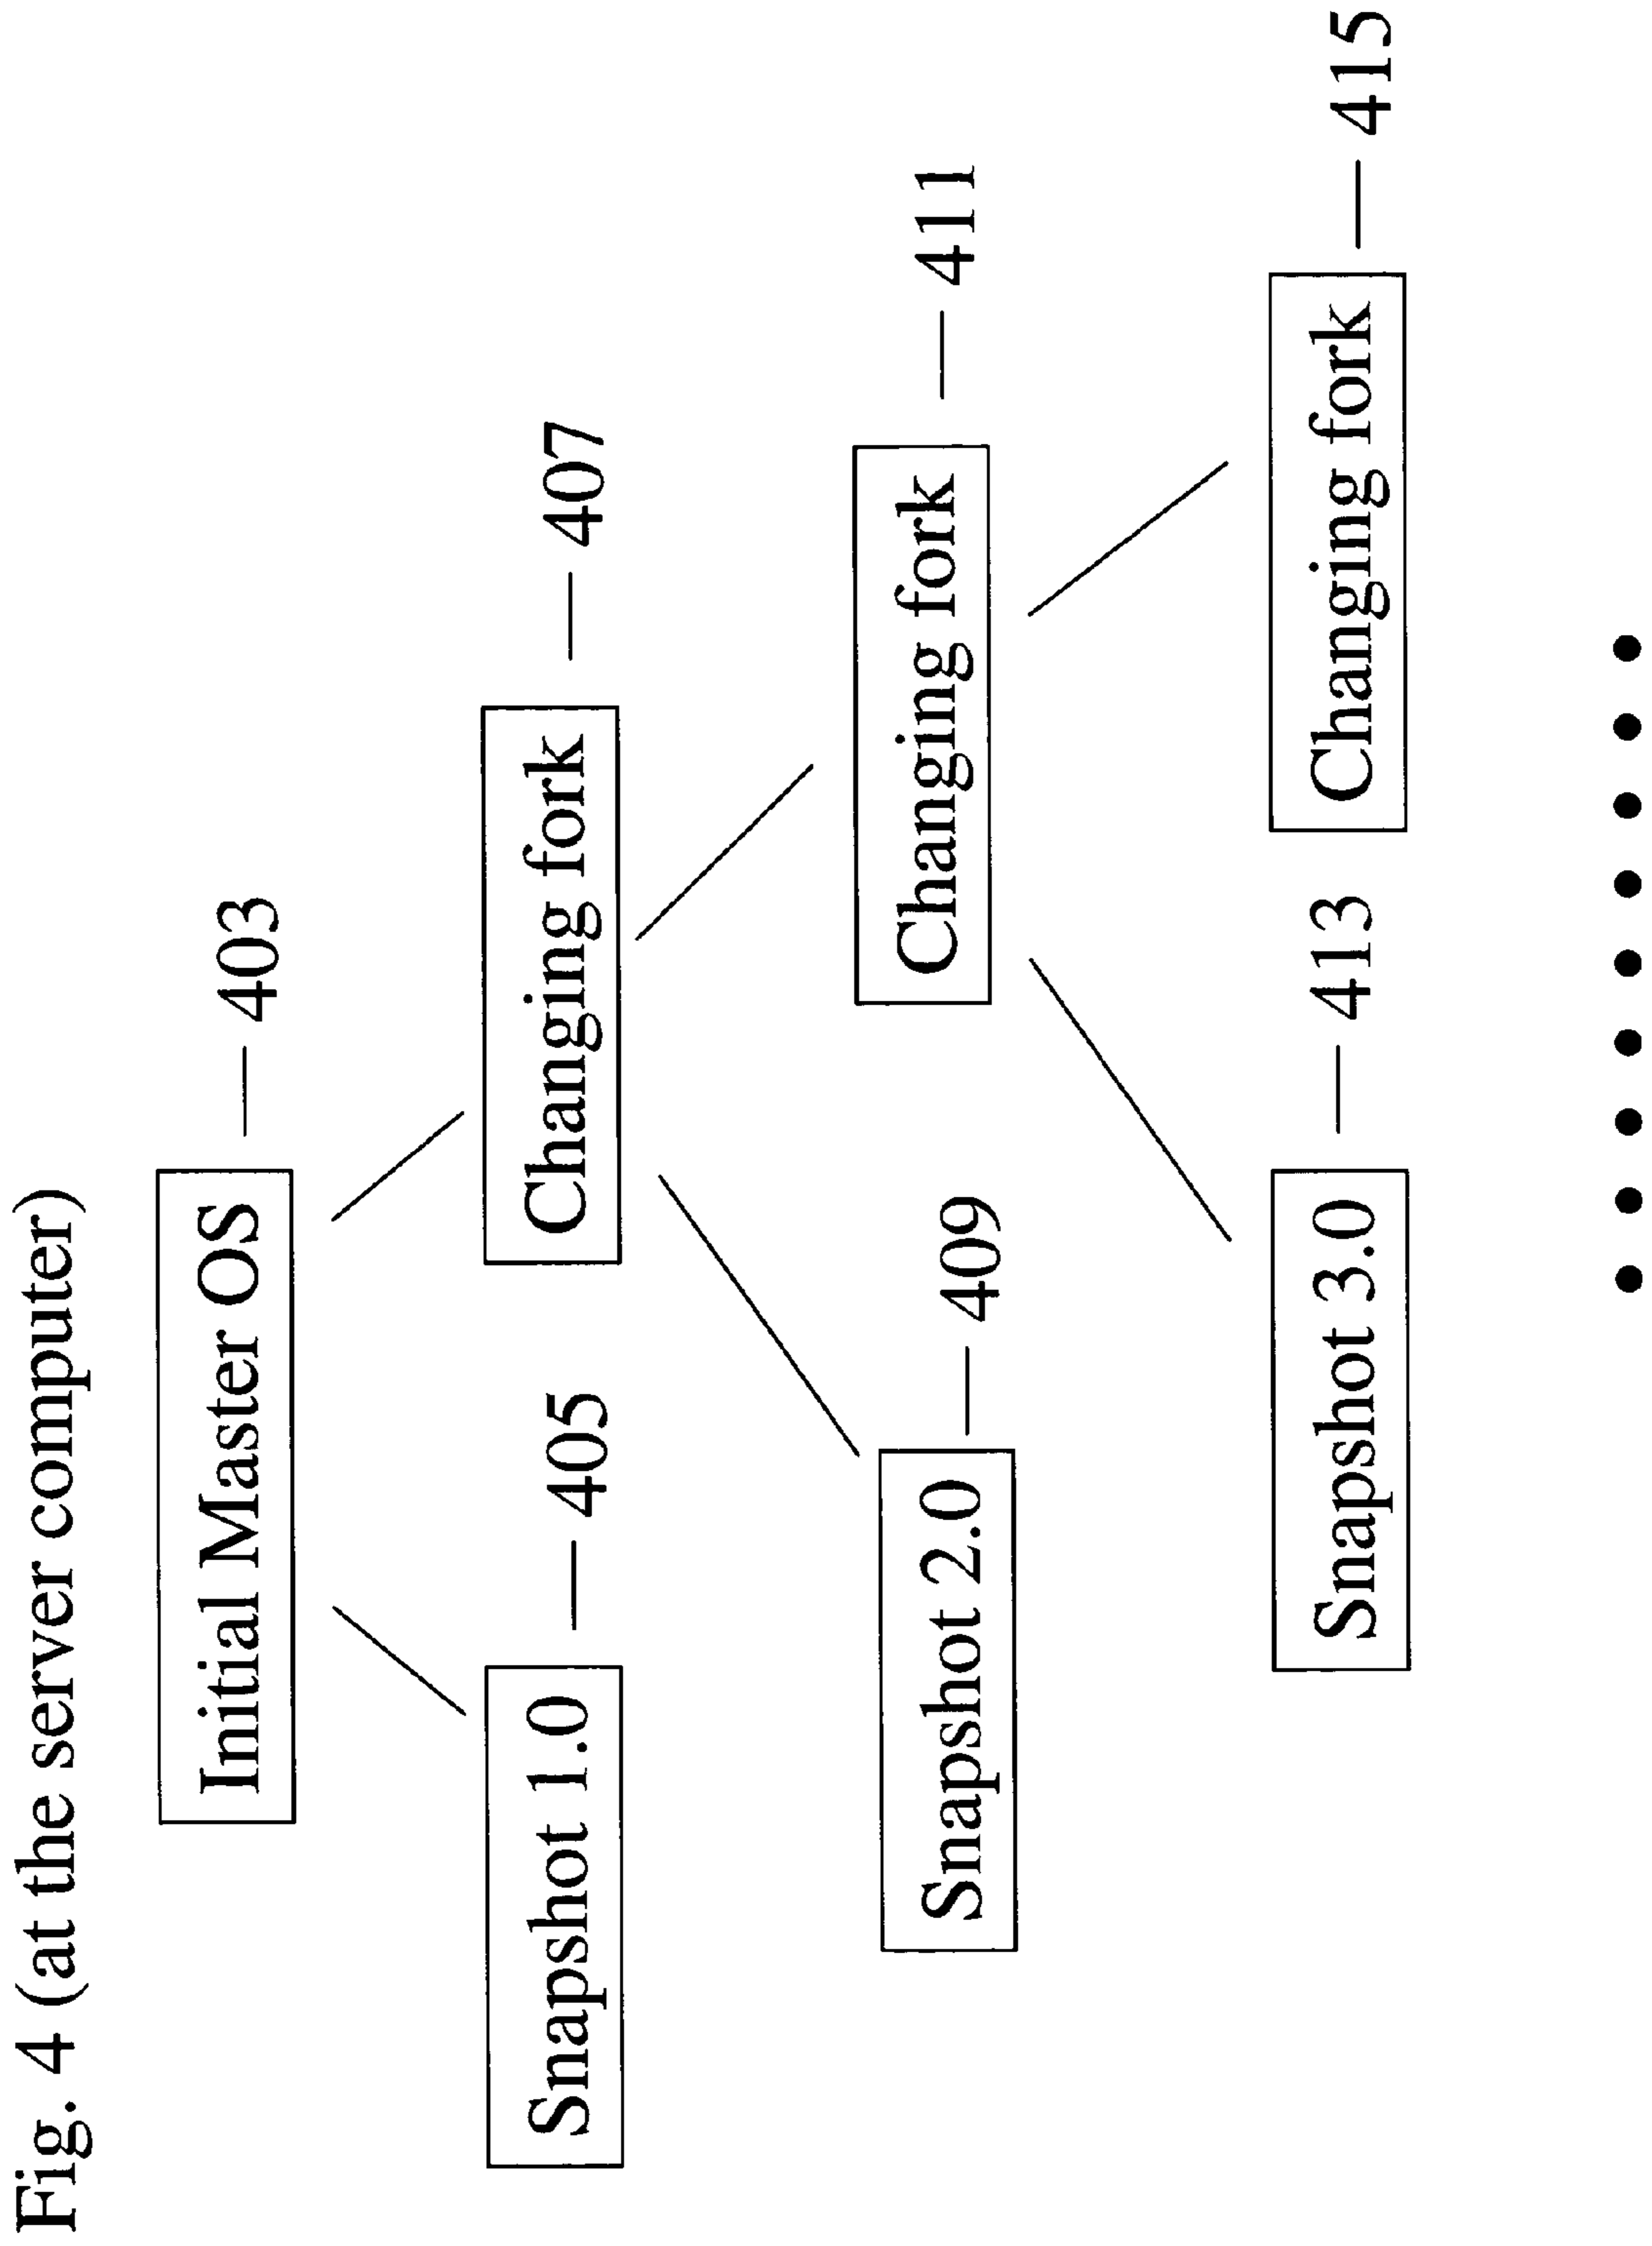 Fig. 4 (at the server computer)
Initial Master OS — 403
Snapshot 1.0 — 405
Changing fork — 407
Snapshot 2.0 — 409
Changing fork — 411
Snapshot 3.0 — 413
Changing fork — 415